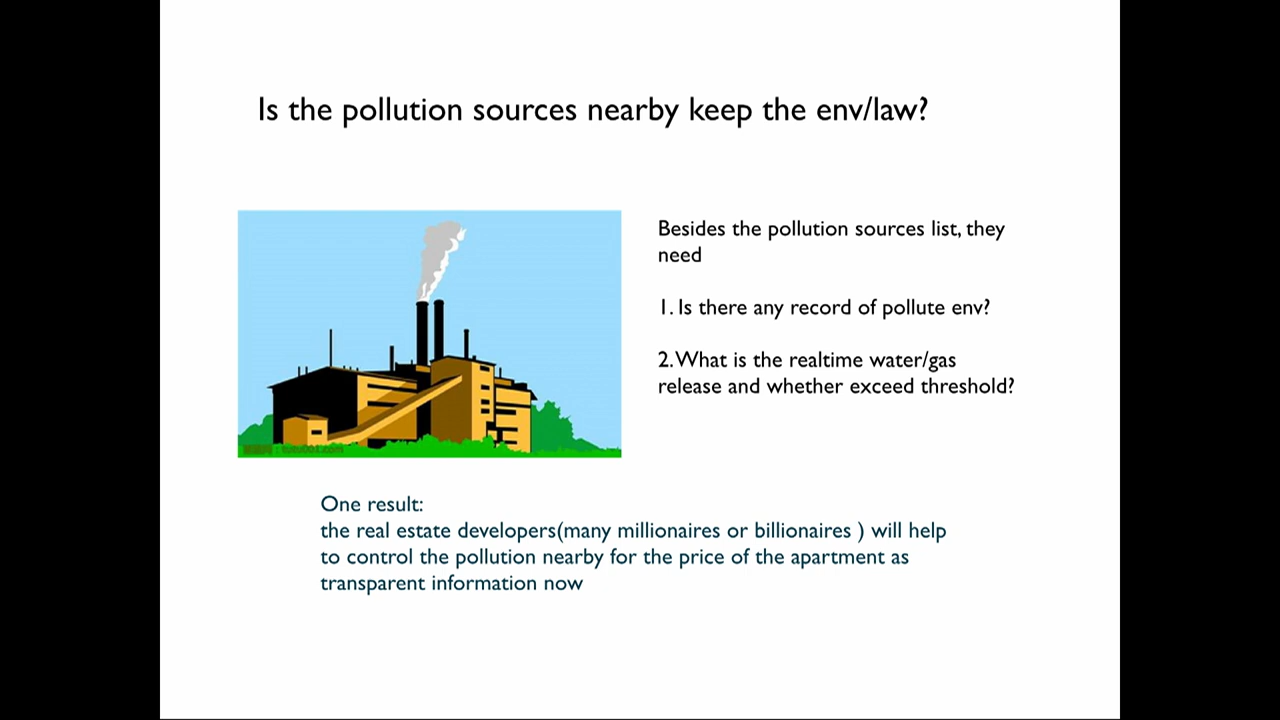 Is the pollution sources nearby keep the env/law?
Besides the pollution sources list, they
need
1. Is there any record of pollute env?
2. What is the realtime water/gas
release and whether exceed threshold?
One result:
the real estate developers(many millionaires or billionaires ) will help
to control the pollution nearby for the price of the apartment as
transparent information now